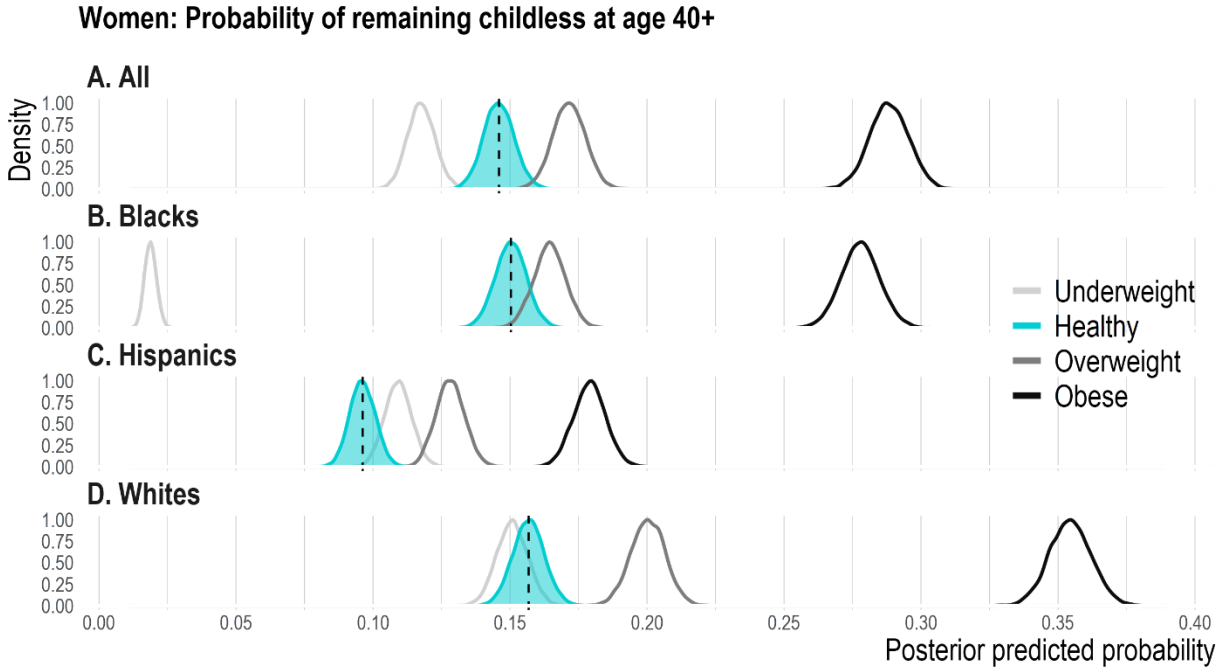 Women: Probability of remaining childless at age 40+
A. All
Density
1.00
0.75
0.50
0.25
0.00
B. Blacks
1.00
0.75
0.50
0.25
0.00
Underweight
Healthy
Overweight
Obese
C. Hispanics
1.00
0.75
0.50
0.25
0.00
D. Whites
1.00
0.75
0.50
0.25
0.00
0.00 0.05 0.10 0.15 0.20 0.25 0.30 0.35 0.40
Posterior predicted probability